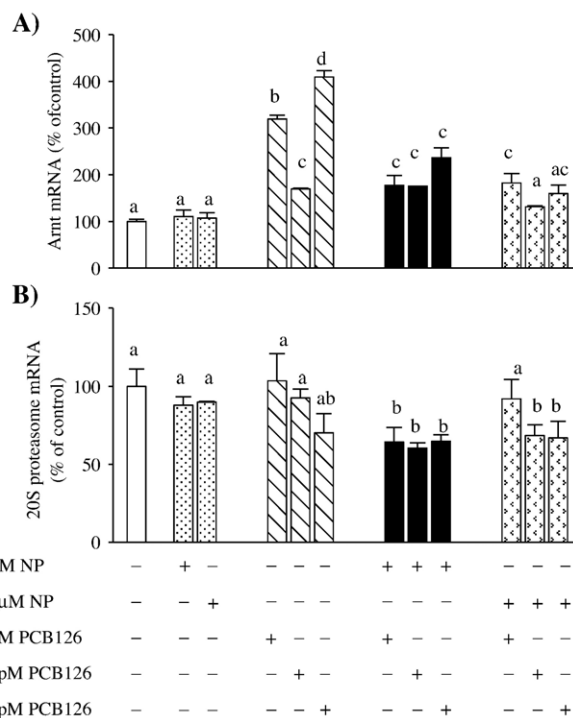 A)
500
400
300
200
100
0
Arnt mRNA (% ofcontrol)
a a a b c d c c c c a ac
B)
150
100
50
0
20S proteasome mRNA
(% of control)
a a a a a ab b b b a b b
M NP – + – – – – + + + – – –
µM NP – – + – – – – – – + + +
M PCB126 – – – + – – + – – + – –
pM PCB126 – – – – + – – + – – + –
pM PCB126 – – – – – + – – + – – +